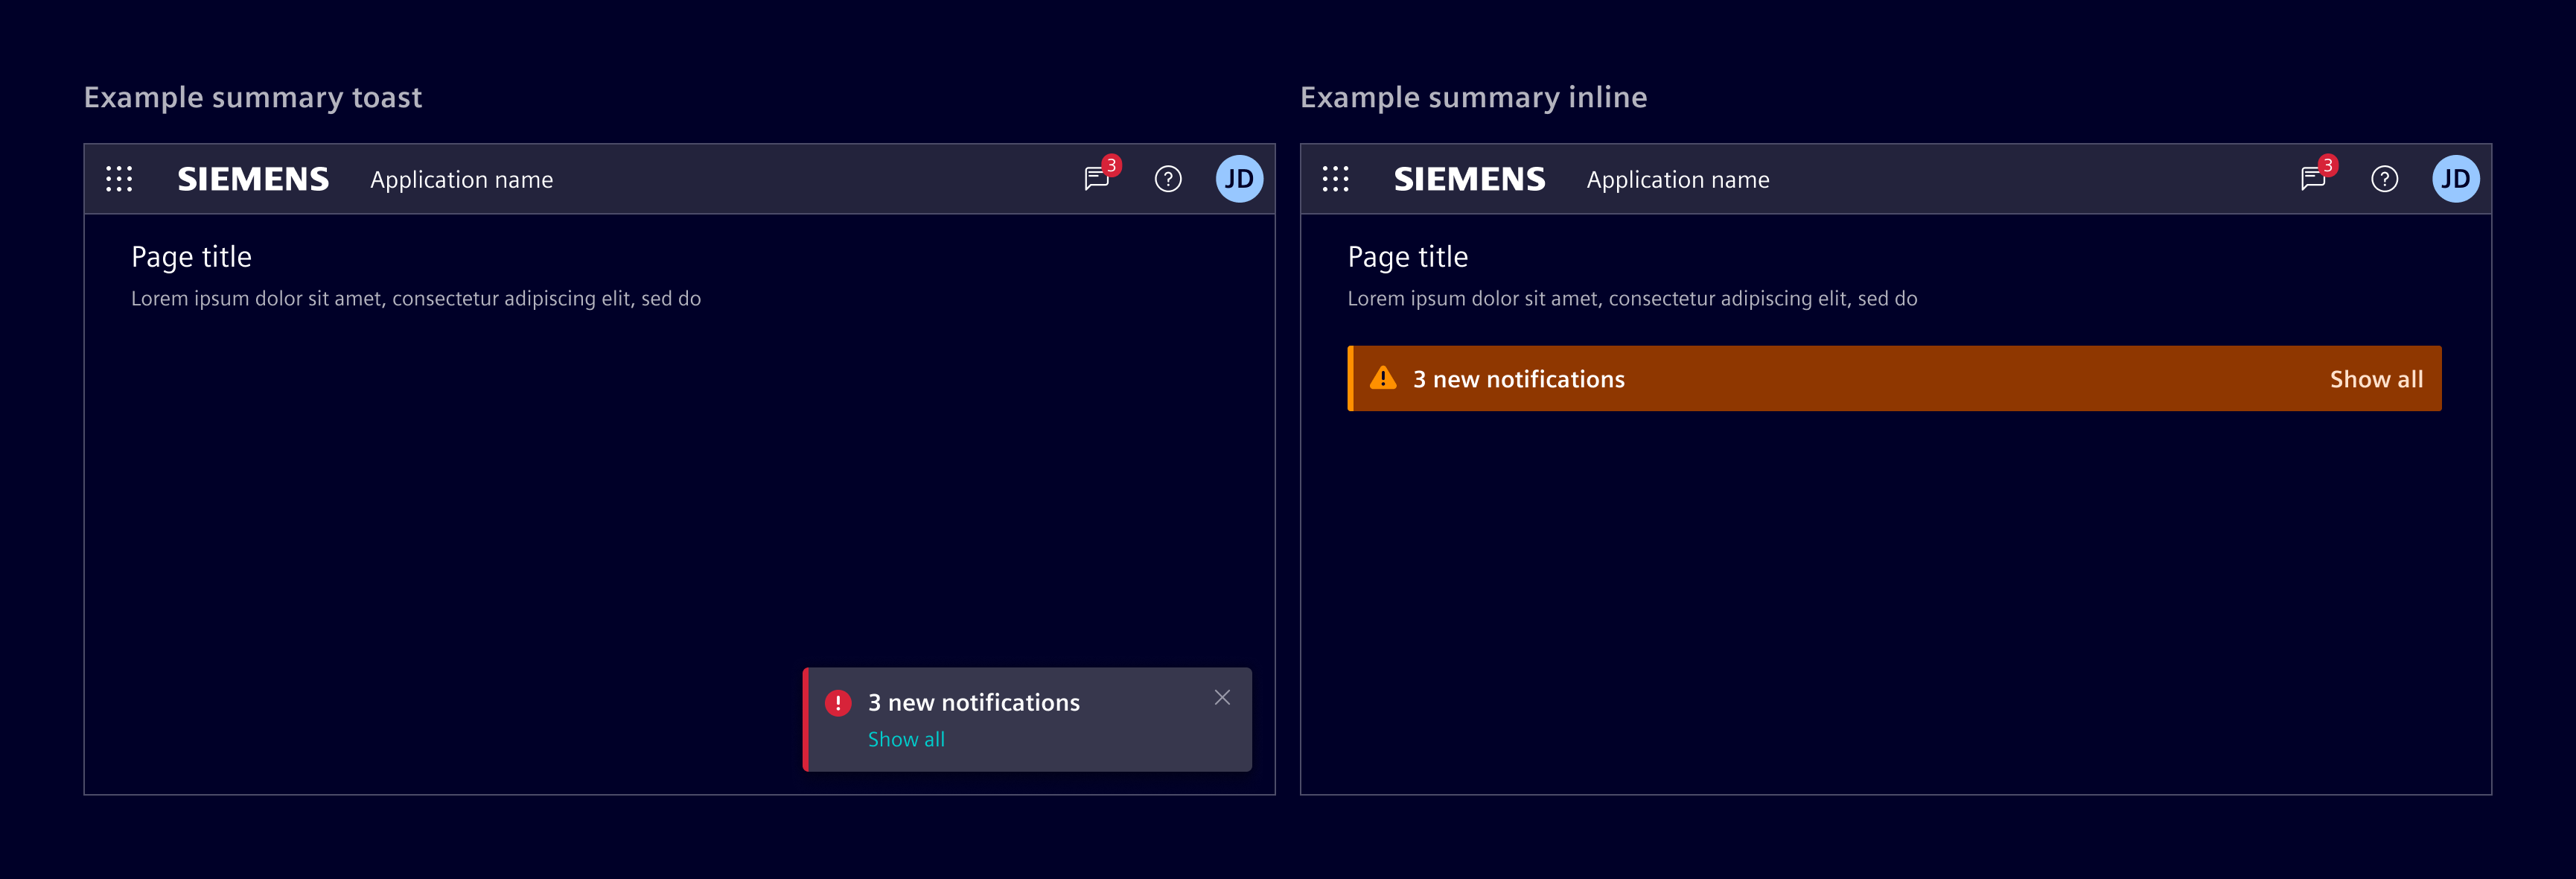 Example summary toast
SIEMENS Application name 3 ? JD
Page title
Lorem ipsum dolor sit amet, consectetur adipiscing elit, sed do
! 3 new notifications
Show all
Example summary inline
SIEMENS Application name 3 ? JD
Page title
Lorem ipsum dolor sit amet, consectetur adipiscing elit, sed do
! 3 new notifications Show all